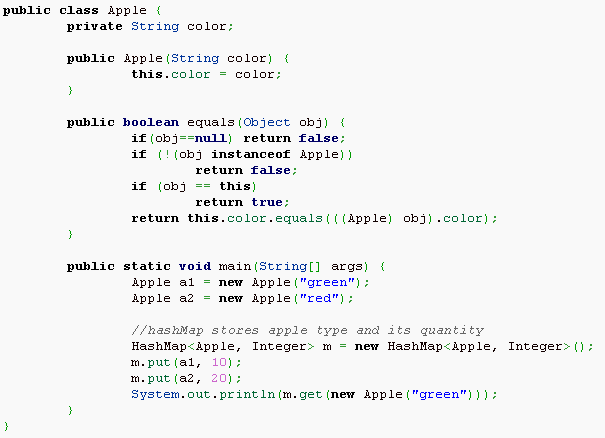 public class Apple {
private String color;
public Apple(String color) {
this.color = color;
}
public boolean equals(Object obj) {
if(obj==null) return false;
if (!(obj instanceof Apple))
return false;
if (obj == this)
return true;
return this.color.equals(((Apple) obj).color);
}
public static void main(String[] args) {
Apple a1 = new Apple("green");
Apple a2 = new Apple("red");
//hashMap stores apple type and its quantity
HashMap<Apple, Integer> m = new HashMap<Apple, Integer>();
m.put(a1, 10);
m.put(a2, 20);
System.out.println(m.get(new Apple("green")));
}
}